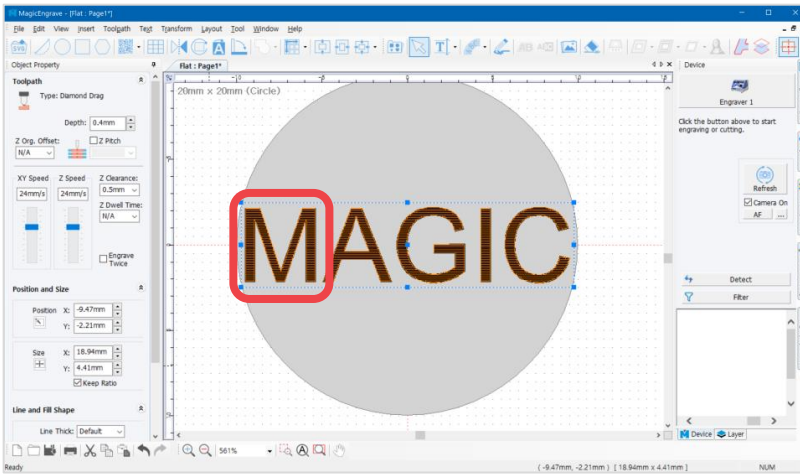 MagicEngrave - [Flat : Page1*]
File Edit View Insert Toolpath Text Transform Layout Tool Window Help
Object Property
Flat : Page1*
Device
Toolpath
Type: Diamond Drag
Depth: 0.4mm
Z Org. Offset:
Z Pitch
N/A
XY Speed
Z Speed
Z Clearance:
24mm/s
24mm/s
0.5mm
Z Dwell Time:
N/A
Engrave
Twice
Position and Size
Position X: -9.47mm
Y: -2.21mm
Size X: 18.94mm
Y: 4.41mm
Keep Ratio
Line and Fill Shape
Line Thick: Default
20mm x 20mm (Circle)
MAGIC
Engraver 1
Click the button above to start
engraving or cutting.
Refresh
Camera On
AF ...
Detect
Filter
Device Layer
561%
Ready
( -9.47mm, -2.21mm ) [ 18.94mm x 4.41mm ]
NUM